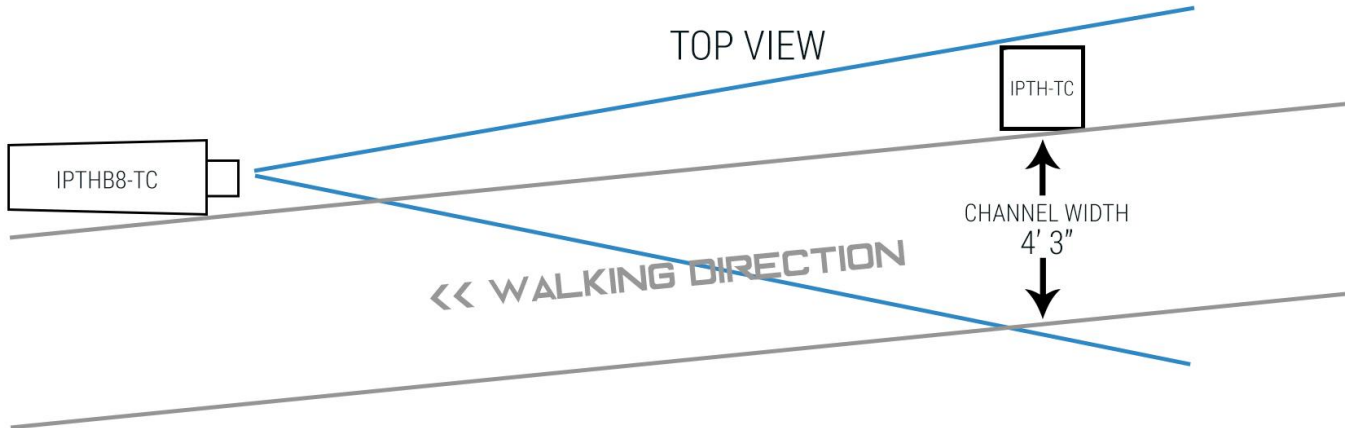 TOP VIEW
IPTH-TC
IPTHB8-TC
CHANNEL WIDTH
4' 3”
<< WALKING DIRECTION